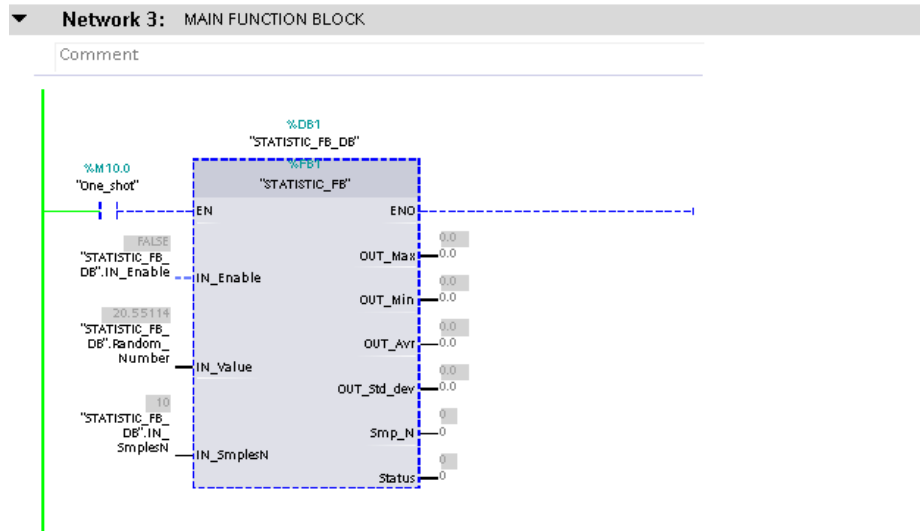 Network 3: MAIN FUNCTION BLOCK
Comment
%DB1
"STATISTIC_FB_DB"
%M10.0
"One_shot"
%FB1
"STATISTIC_FB"
EN
ENO
FALSE
"STATISTIC_FB_
DB".IN_Enable
IN_Enable
20.55114
"STATISTIC_FB_
DB".Random_
Number
IN_Value
10
"STATISTIC_FB_
DB".IN_
SmplesN
IN_SmplesN
0.0
OUT_Max
0.0
0.0
OUT_Min
0.0
0.0
OUT_Avr
0.0
0.0
OUT_Std_dev
0.0
0
Smp_N
0
0
Status
0